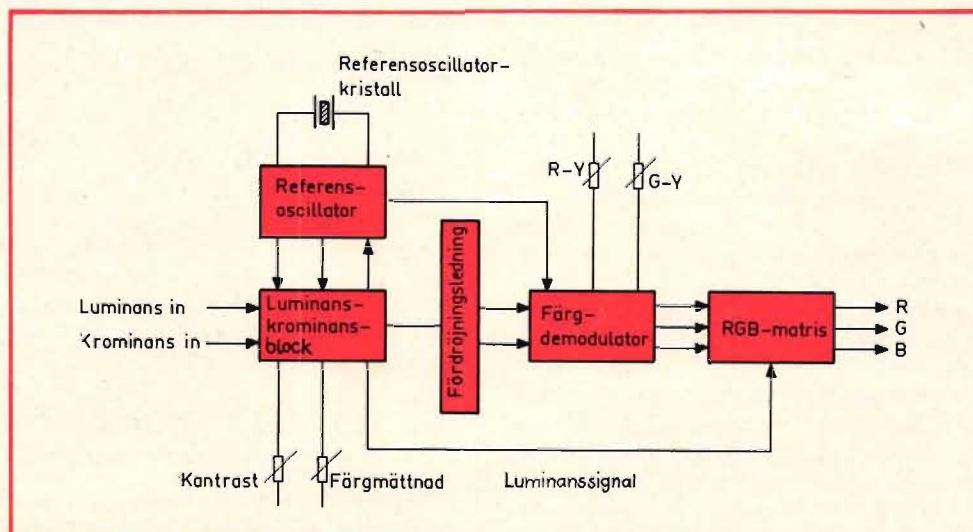 Referensoscillator-
kristall
R-Y
G-Y
Referens-
oscillator
Fördröjningsledning
Luminans in
Krominans in
Luminans-
krominans-
block
Färg-
demodulator
RGB-matris
R
G
B
Kontrast
Färgmättnad
Luminanssignal